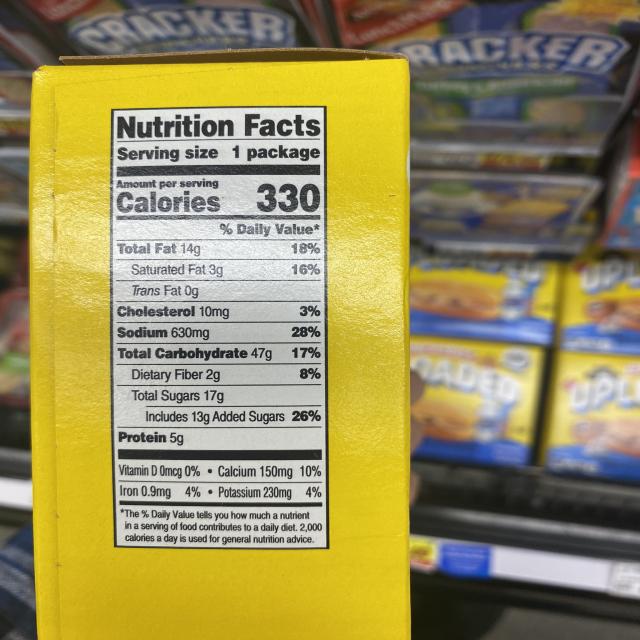 CRACKER
RACKER
Nutrition Facts
Serving size 1 package
Amount per serving
Calories 330
% Daily Value*
Total Fat 14g 18%
Saturated Fat 3g 16%
Trans Fat 0g
Cholesterol 10mg 3%
Sodium 630mg 28%
Total Carbohydrate 47g 17%
Dietary Fiber 2g 8%
Total Sugars 17g
Includes 13g Added Sugars 26%
Protein 5g
Vitamin D 0mcg 0% • Calcium 150mg 10%
Iron 0.9mg 4% • Potassium 230mg 4%
*The % Daily Value tells you how much a nutrient
in a serving of food contributes to a daily diet. 2,000
calories a day is used for general nutrition advice.
OADED
UPL